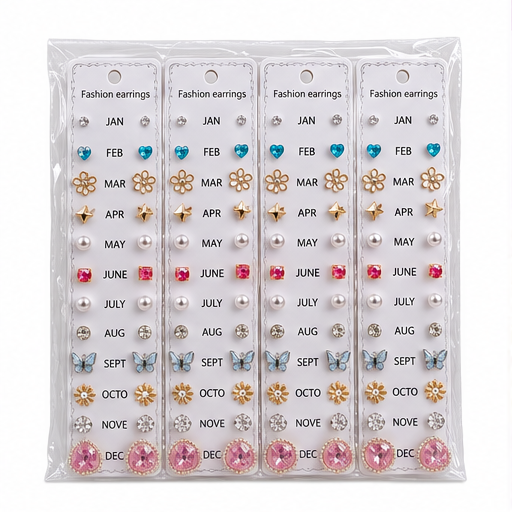 Fashion earrings Fashion earrings Fashion earrings Fashion earrings
JAN JAN JAN JAN
FEB FEB FEB FEB
MAR MAR MAR MAR
APR APR APR APR
MAY MAY MAY MAY
JUNE JUNE JUNE JUNE
JULY JULY JULY JULY
AUG AUG AUG AUG
SEPT SEPT SEPT SEPT
OCTO OCTO OCTO OCTO
NOVE NOVE NOVE NOVE
DEC DEC DEC DEC